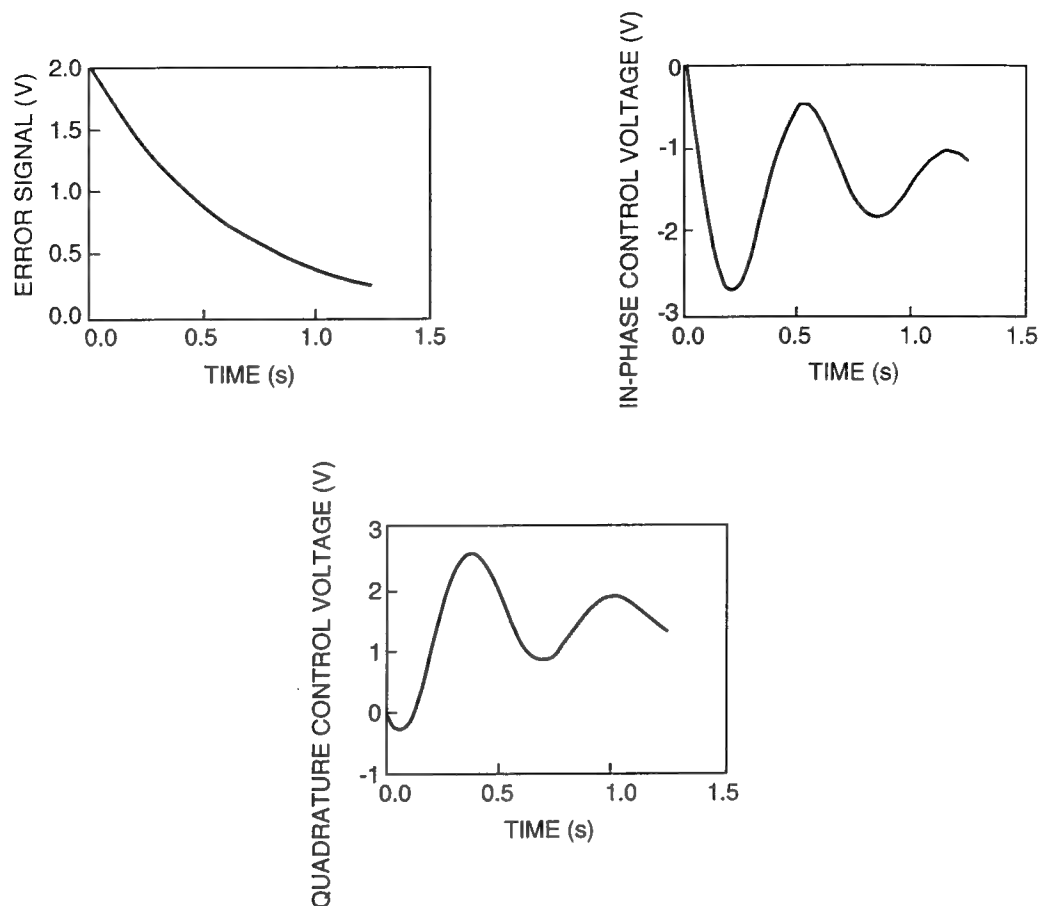 ERROR SIGNAL (V)
2.0
1.5
1.0
0.5
0.0
0.0 0.5 1.0 1.5
TIME (s)
IN-PHASE CONTROL VOLTAGE (V)
0
-1
-2
-3
0.0 0.5 1.0 1.5
TIME (s)
QUADRATURE CONTROL VOLTAGE (V)
3
2
1
0
-1
0.0 0.5 1.0 1.5
TIME (s)